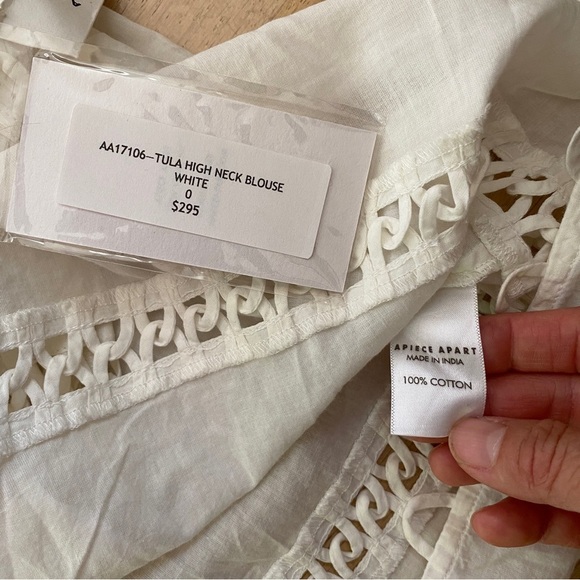 AA17106—TULA HIGH NECK BLOUSE
WHITE
0
$295
APIECE APART
MADE IN INDIA
100% COTTON